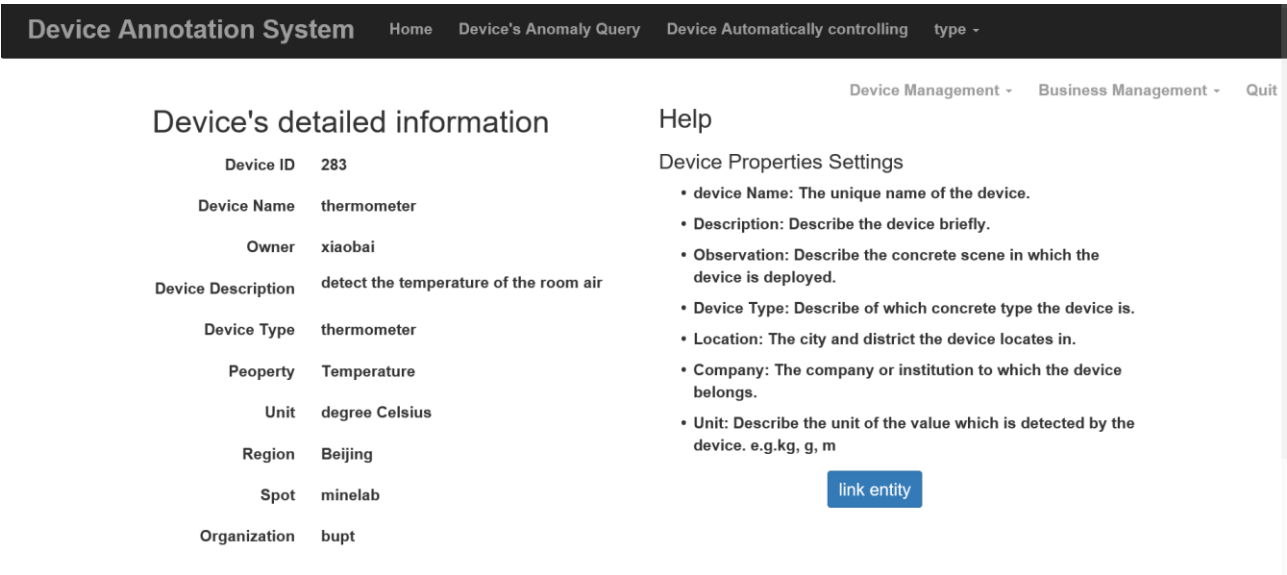 Device Annotation System Home Device's Anomaly Query Device Automatically controlling type
Device Management Business Management Quit
Device's detailed information
Device ID 283
Device Name thermometer
Owner xiaobai
Device Description detect the temperature of the room air
Device Type thermometer
Peoperty Temperature
Unit degree Celsius
Region Beijing
Spot minelab
Organization bupt
Help
Device Properties Settings
• device Name: The unique name of the device.
• Description: Describe the device briefly.
• Observation: Describe the concrete scene in which the
device is deployed.
• Device Type: Describe of which concrete type the device is.
• Location: The city and district the device locates in.
• Company: The company or institution to which the device
belongs.
• Unit: Describe the unit of the value which is detected by the
device. e.g.kg, g, m
link entity